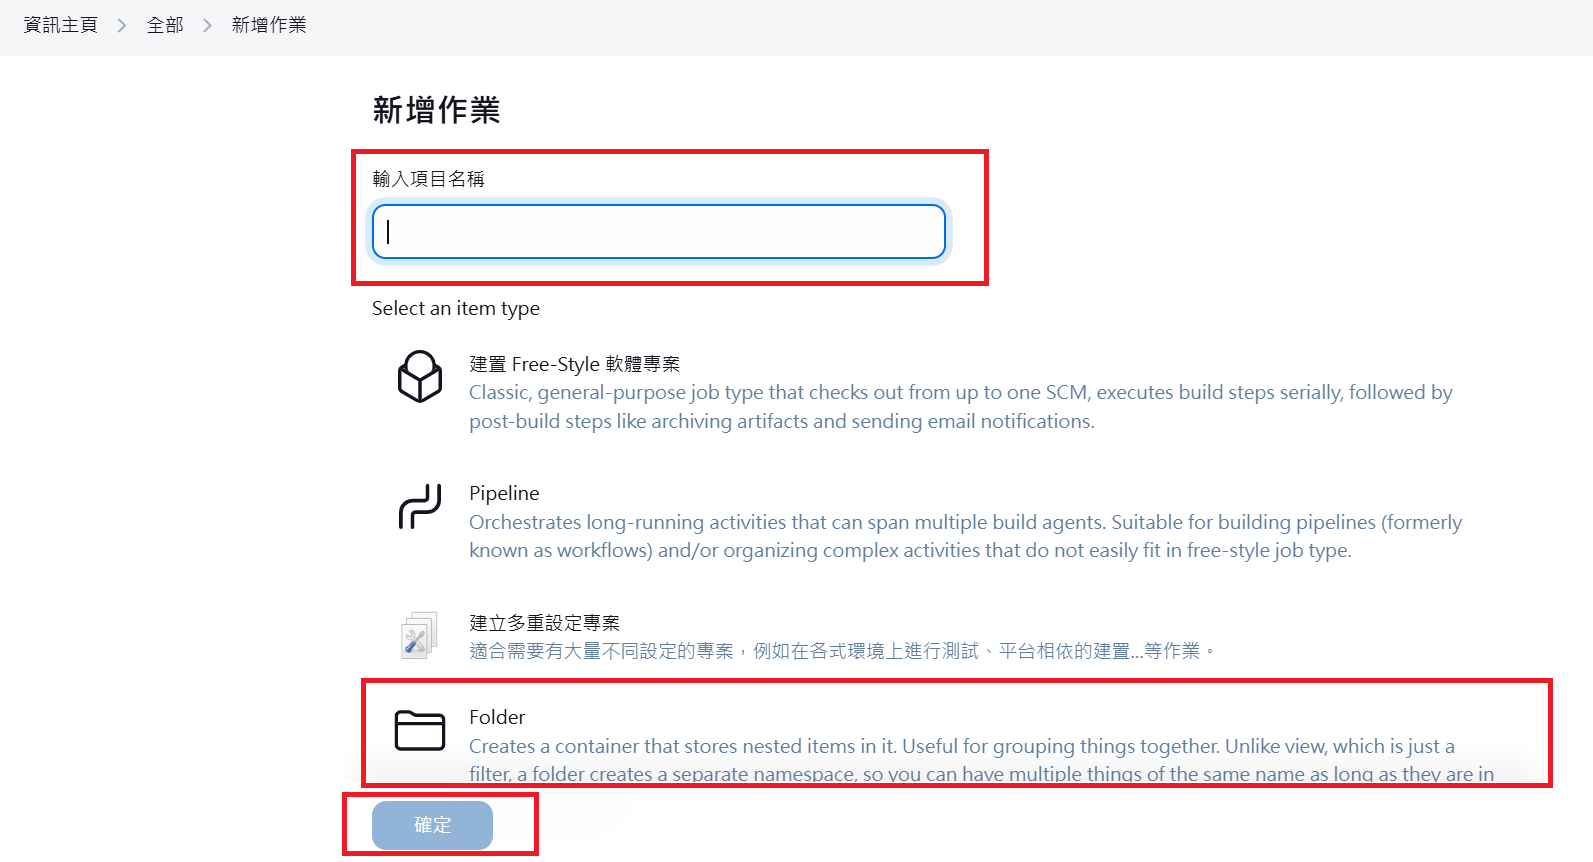 資訊主頁 > 全部 > 新增作業
新增作業
輸入項目名稱
Select an item type
建置 Free-Style 軟體專案
Classic, general-purpose job type that checks out from up to one SCM, executes build steps serially, followed by
post-build steps like archiving artifacts and sending email notifications.
Pipeline
Orchestrates long-running activities that can span multiple build agents. Suitable for building pipelines (formerly
known as workflows) and/or organizing complex activities that do not easily fit in free-style job type.
建立多重設定專案
適合需要有大量不同設定的專案，例如在各式環境上進行測試、平台相依的建置...等作業。
Folder
Creates a container that stores nested items in it. Useful for grouping things together. Unlike view, which is just a
filter, a folder creates a separate namespace, so you can have multiple things of the same name as long as they are in
確定